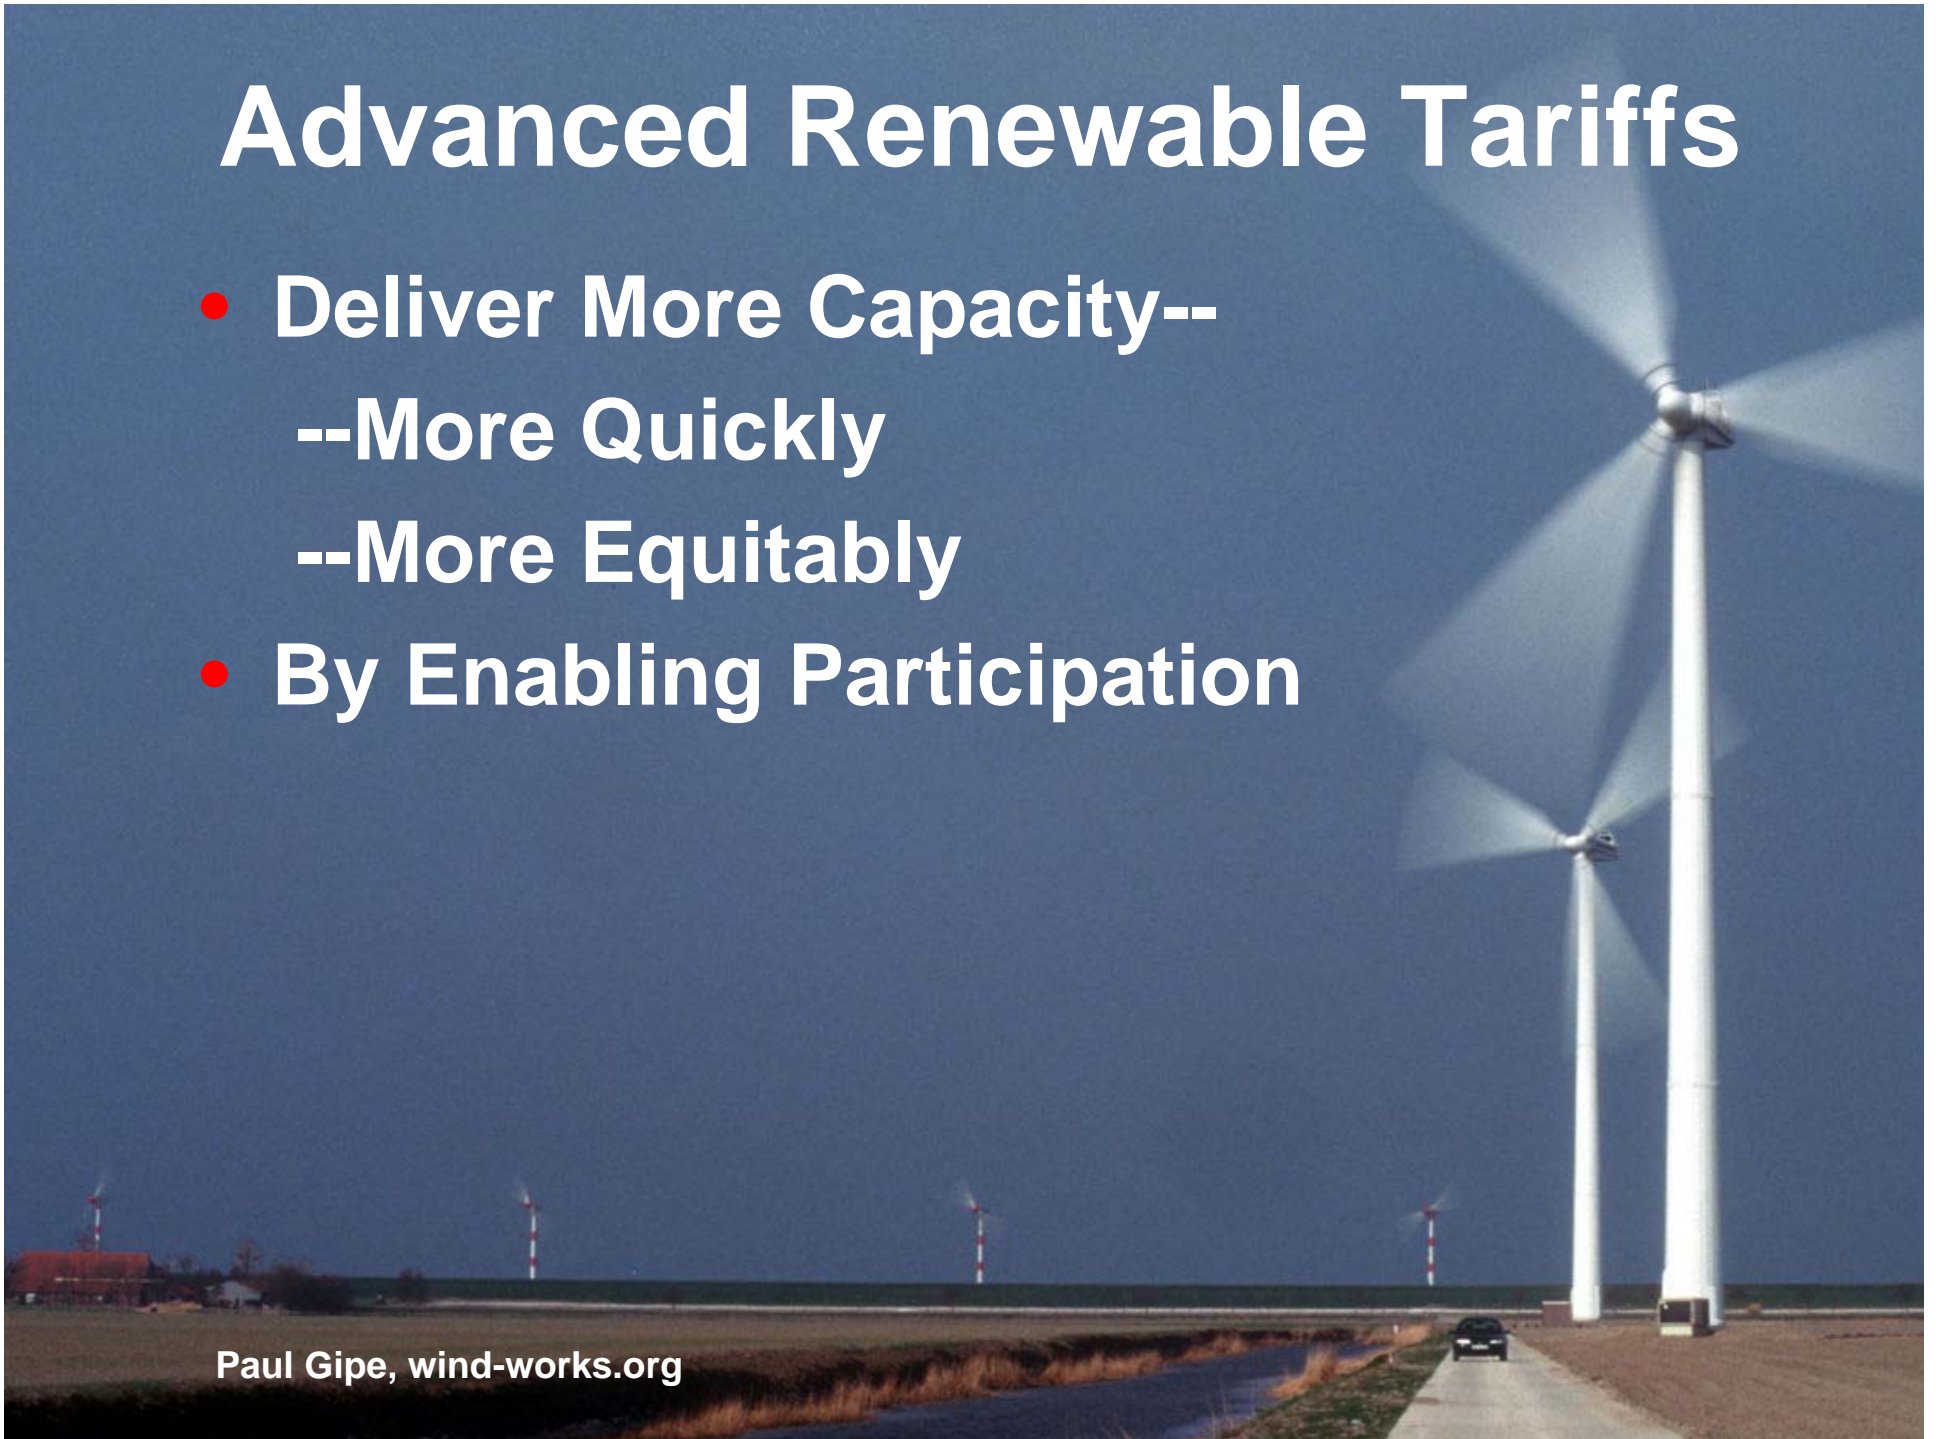 Advanced Renewable Tariffs
• Deliver More Capacity--
--More Quickly
--More Equitably
• By Enabling Participation
Paul Gipe, wind-works.org